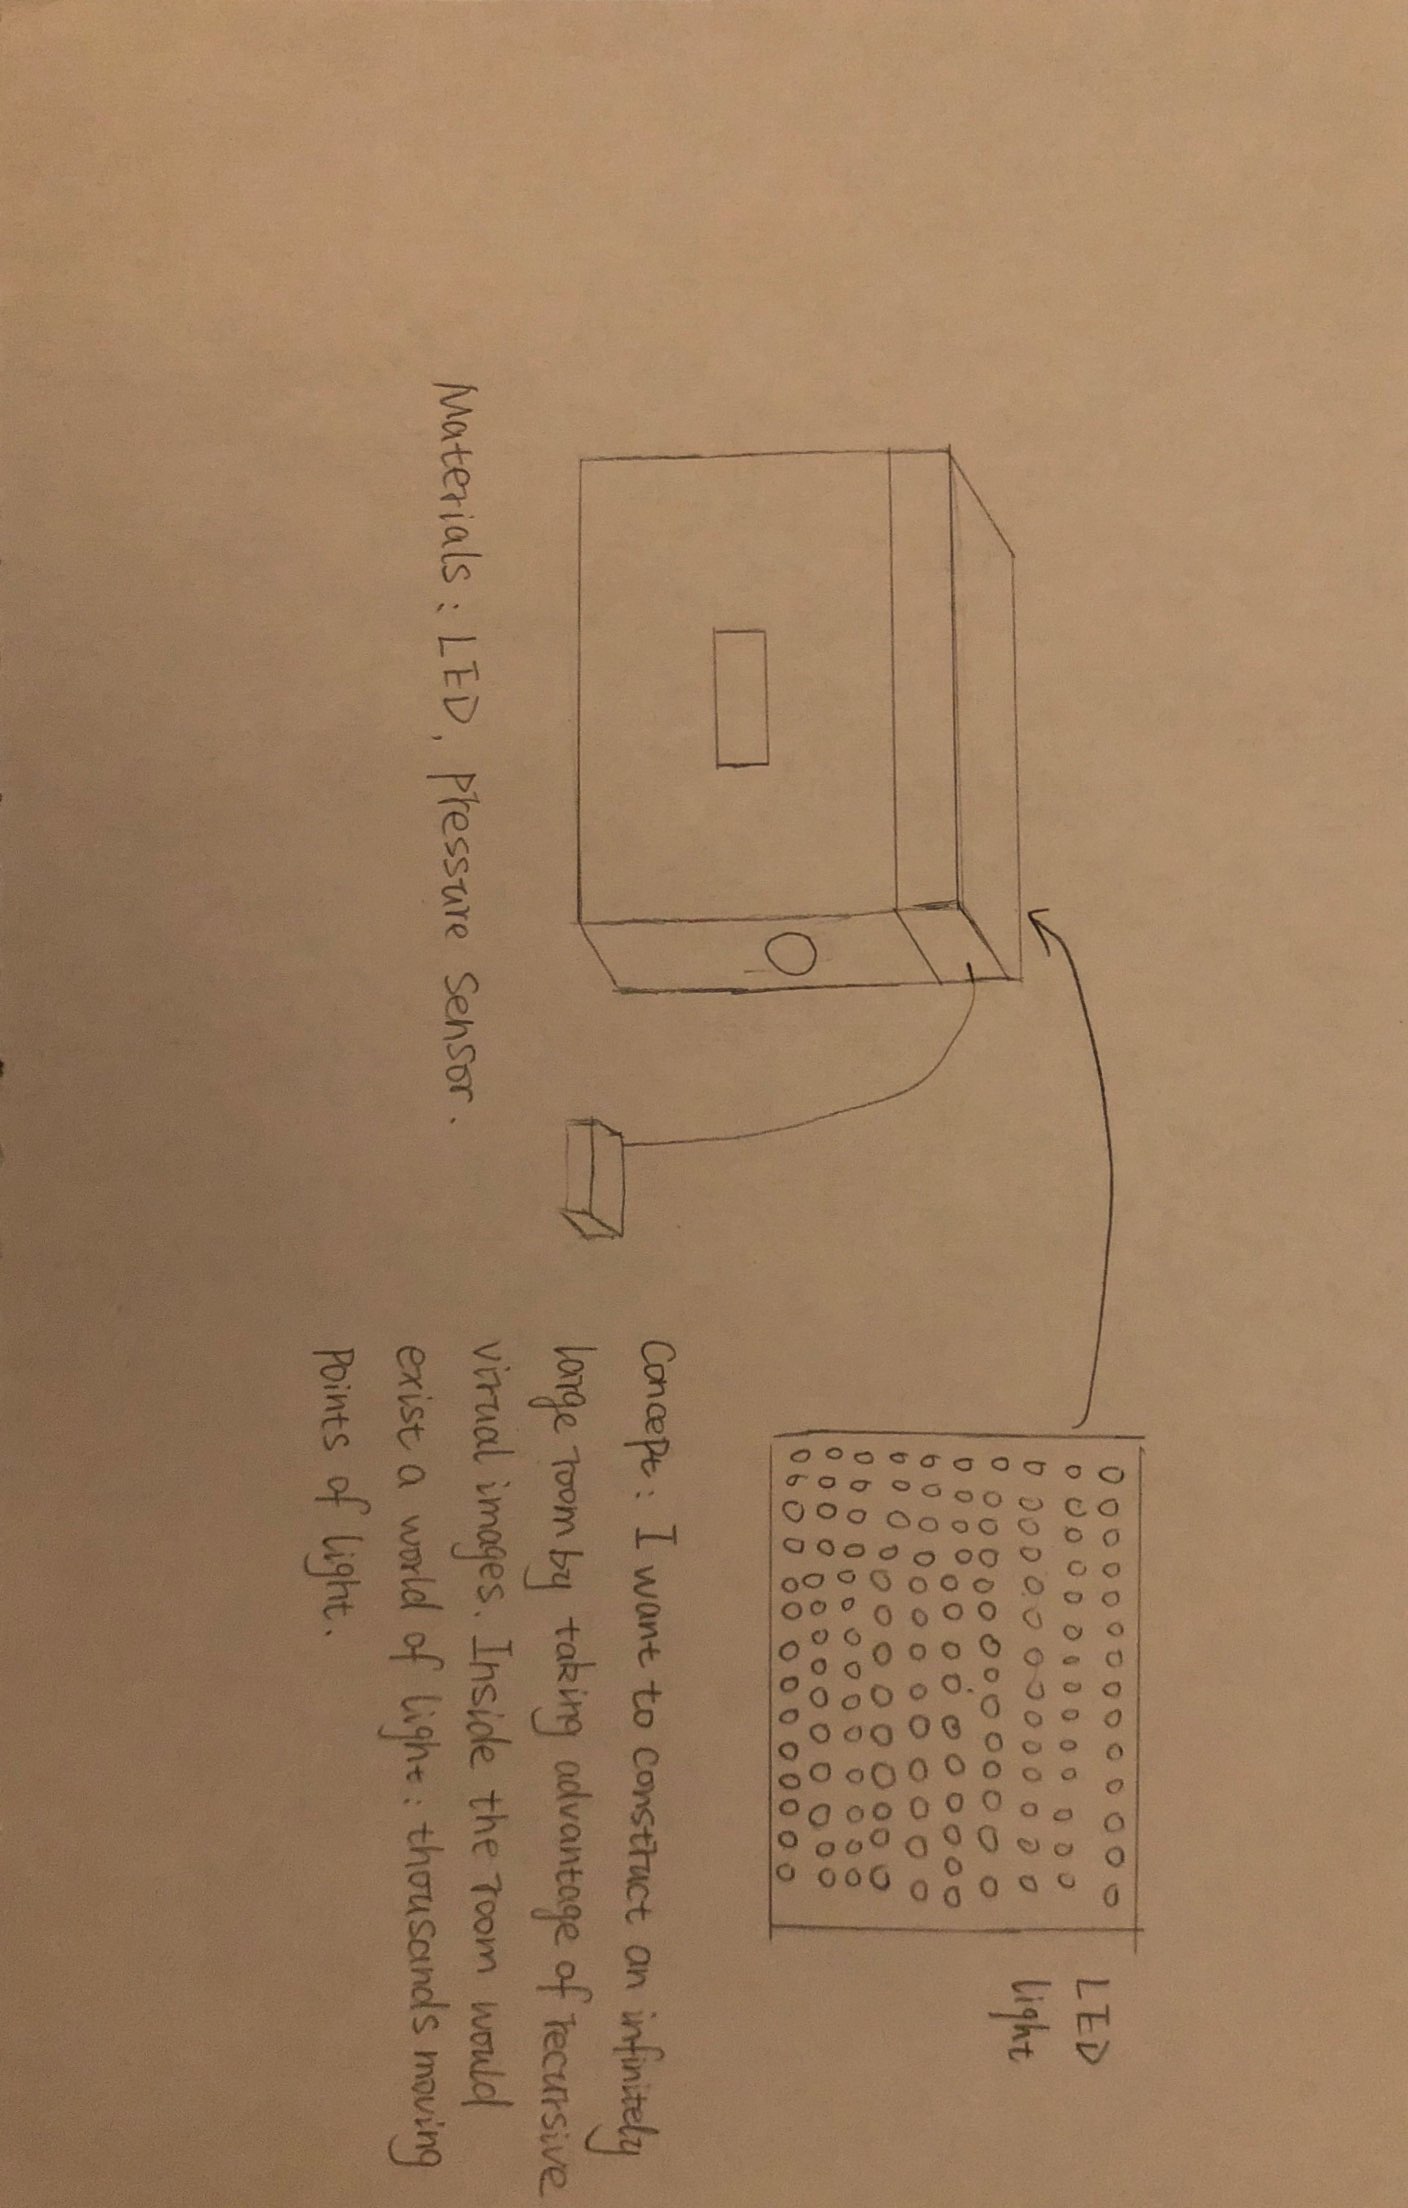 LED
light
Concept: I want to construct an infinitely
large room by taking advantage of recursive
virual images. Inside the room would
exist a world of light: thousands moving
points of light.
Materials: LED, pressure sensor.